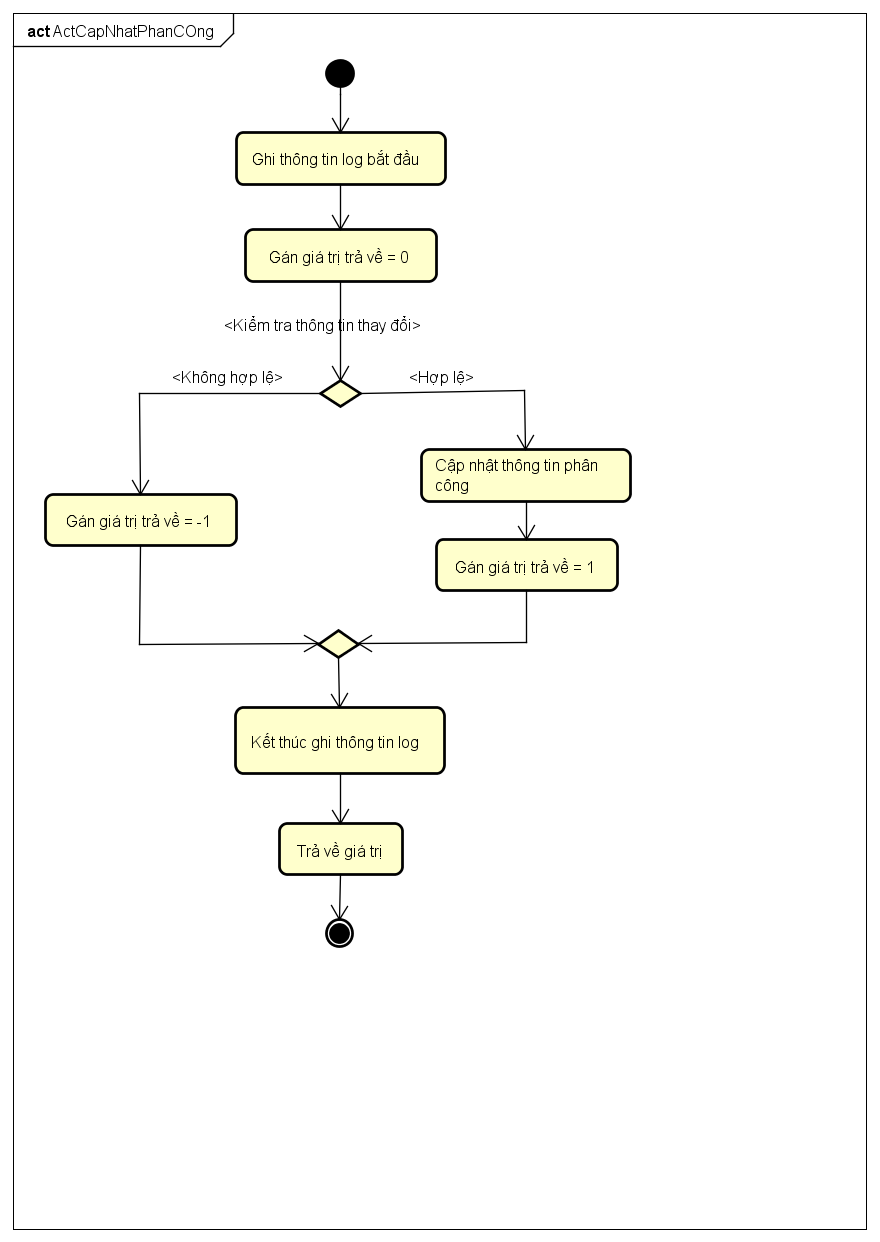 act ActCapNhatPhanCOng
Ghi thông tin log bắt đầu
Gán giá trị trả về = 0
<Kiểm tra thông tin thay đổi>
<Không hợp lệ>
<Hợp lệ>
Cập nhật thông tin phân
công
Gán giá trị trả về = -1
Gán giá trị trả về = 1
Kết thúc ghi thông tin log
Trả về giá trị